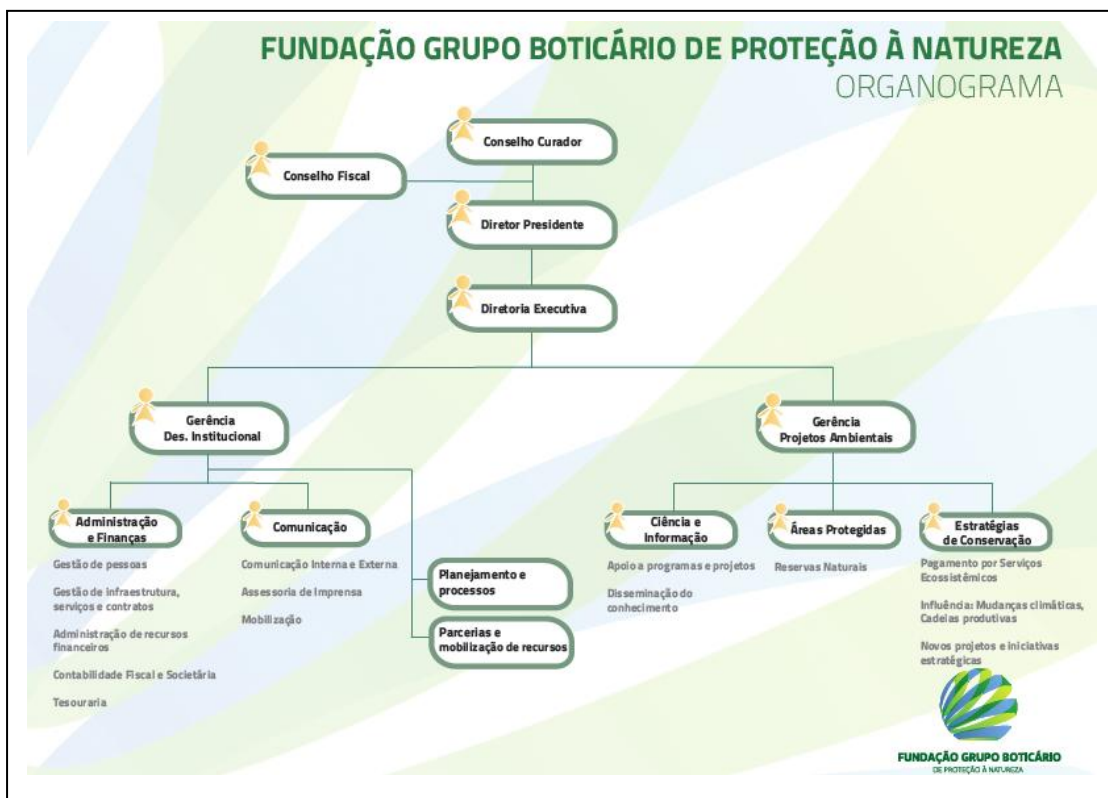 FUNDAÇÃO GRUPO BOTICÁRIO DE PROTEÇÃO À NATUREZA
ORGANOGRAMA
Conselho Curador
Conselho Fiscal
Diretor Presidente
Diretoria Executiva
Gerência
Des. Institucional
Gerência
Projetos Ambientais
Administração
e Finanças
Gestão de pessoas
Gestão de infraestrutura,
serviços e contratos
Administração de recursos
financeiros
Contabilidade Fiscal e Societária
Tesouraria
Comunicação
Comunicação Interna e Externa
Assessoria de Imprensa
Mobilização
Planejamento e
processos
Parcerias e
mobilização de recursos
Ciência e
Informação
Apoio a programas e projetos
Disseminação do
conhecimento
Áreas Protegidas
Reservas Naturais
Estratégias
de Conservação
Pagamento por Serviços
Ecossistêmicos
Influência: Mudanças climáticas,
Cadeias produtivas
Novos projetos e iniciativas
estratégicas
FUNDAÇÃO GRUPO BOTICÁRIO
DE PROTEÇÃO À NATUREZA